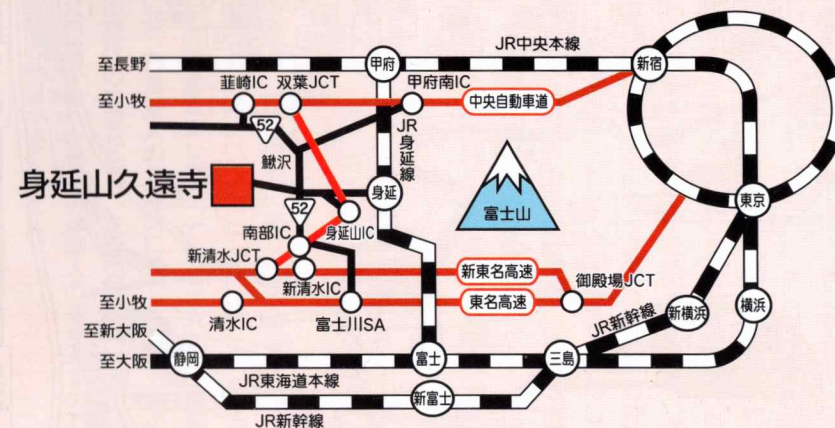 JR中央本線
至長野
甲府
新宿
韮崎IC
双葉JCT
甲府南IC
至小牧
中央自動車道
52
JR身延線
鰍沢
身延山久遠寺
身延
富士山
東京
52
身延山IC
南部IC
新清水JCT
新清水IC
新東名高速
御殿場JCT
至小牧
東名高速
清水IC
富士川SA
新横浜
横浜
至新大阪
JR新幹線
静岡
富士
三島
至大阪
JR東海道本線
新富士
JR新幹線